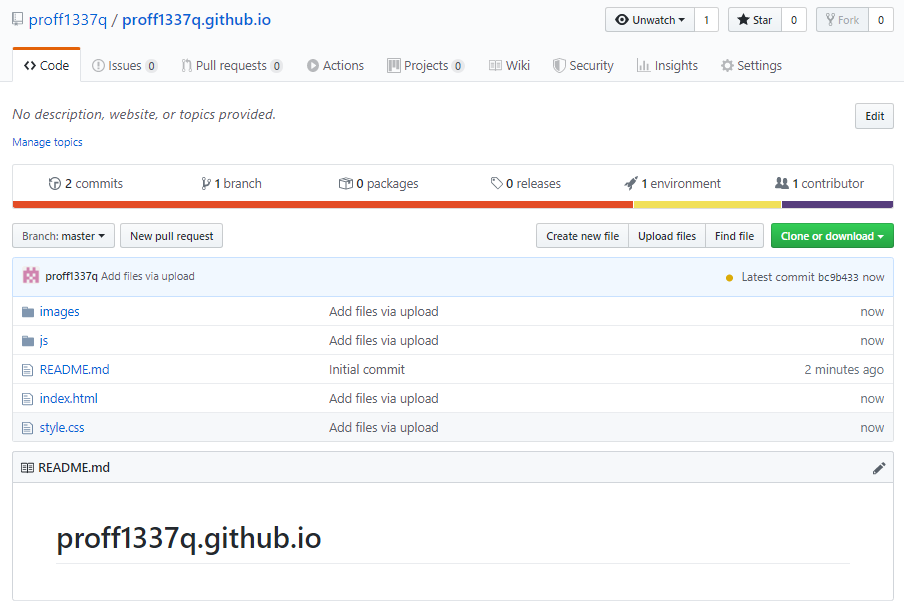 proff1337q / proff1337q.github.io Unwatch 1 Star 0 Fork 0
Code Issues 0 Pull requests 0 Actions Projects 0 Wiki Security Insights Settings
No description, website, or topics provided. Edit
Manage topics
2 commits 1 branch 0 packages 0 releases 1 environment 1 contributor
Branch: master New pull request Create new file Upload files Find file Clone or download
proff1337q Add files via upload Latest commit bc9b433 now
images Add files via upload now
js Add files via upload now
README.md Initial commit 2 minutes ago
index.html Add files via upload now
style.css Add files via upload now
README.md
proff1337q.github.io